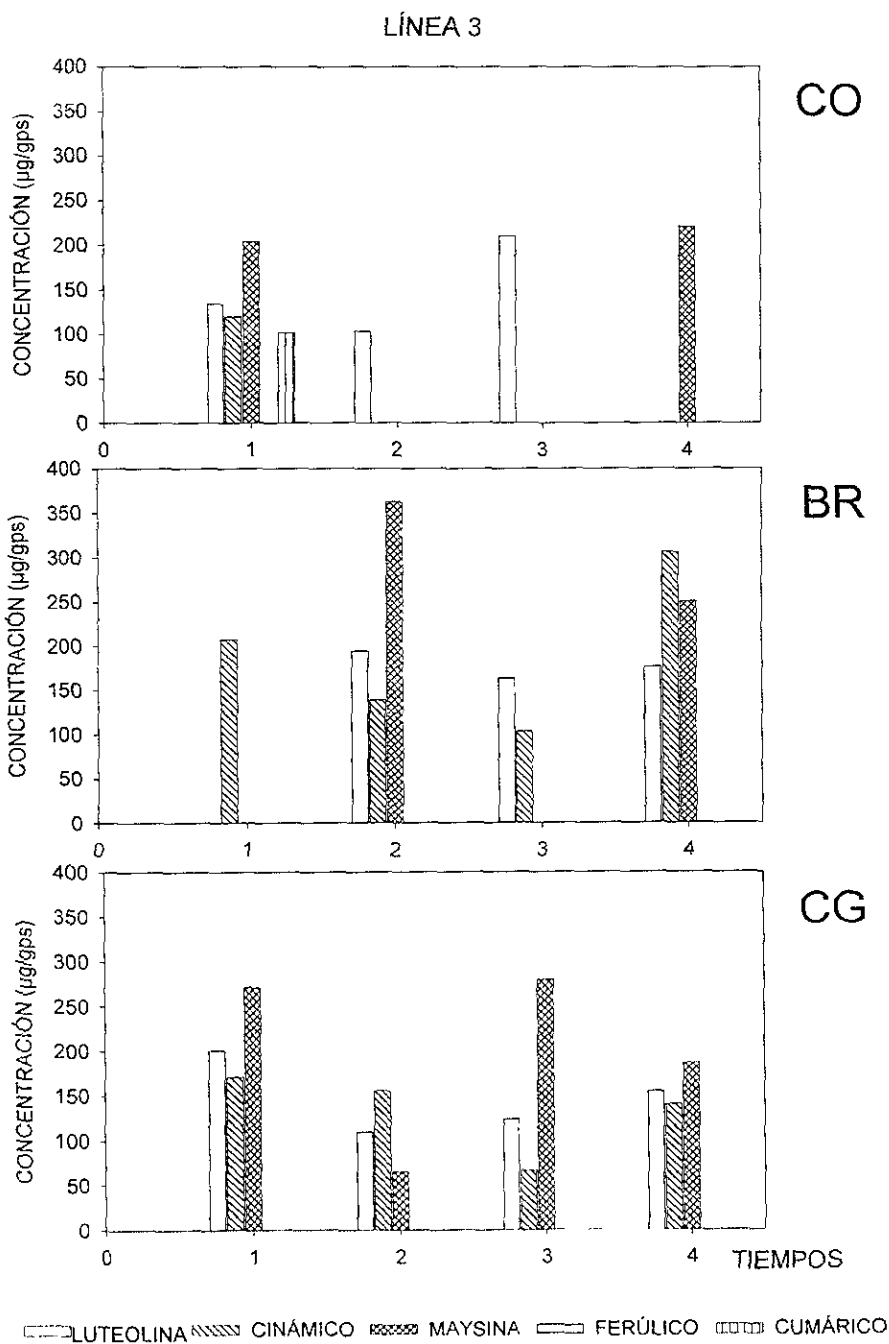 LÍNEA 3
CO
CONCENTRACIÓN (µg/gps)
400
350
300
250
200
150
100
50
0
0 1 2 3 4
BR
CONCENTRACIÓN (µg/gps)
400
350
300
250
200
150
100
50
0
0 1 2 3 4
CG
CONCENTRACIÓN (µg/gps)
400
350
300
250
200
150
100
50
0
0 1 2 3 4 TIEMPOS
LUTEOLINA CINÁMICO MAYSINA FERÚLICO CUMÁRICO